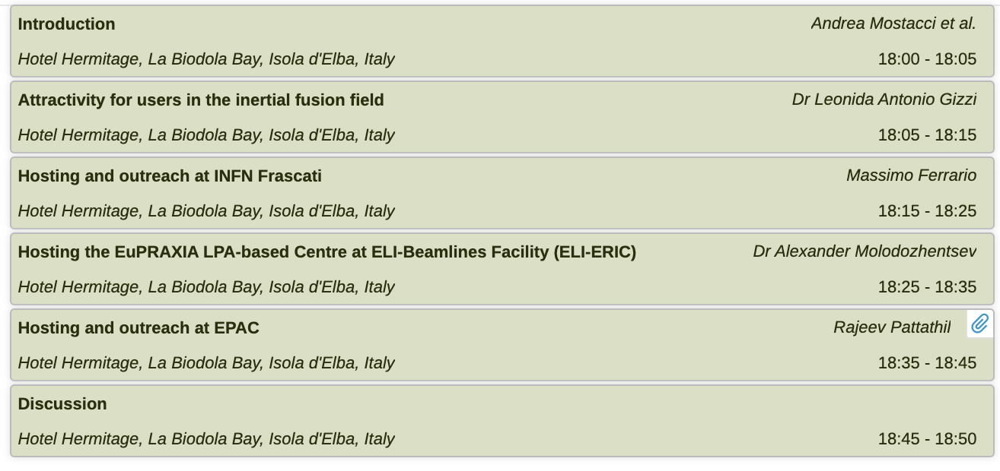 Introduction Andrea Mostacci et al.
Hotel Hermitage, La Biodola Bay, Isola d'Elba, Italy 18:00 - 18:05
Attractivity for users in the inertial fusion field Dr Leonida Antonio Gizzi
Hotel Hermitage, La Biodola Bay, Isola d'Elba, Italy 18:05 - 18:15
Hosting and outreach at INFN Frascati Massimo Ferrario
Hotel Hermitage, La Biodola Bay, Isola d'Elba, Italy 18:15 - 18:25
Hosting the EuPRAXIA LPA-based Centre at ELI-Beamlines Facility (ELI-ERIC) Dr Alexander Molodozhentsev
Hotel Hermitage, La Biodola Bay, Isola d'Elba, Italy 18:25 - 18:35
Hosting and outreach at EPAC Rajeev Pattathil
Hotel Hermitage, La Biodola Bay, Isola d'Elba, Italy 18:35 - 18:45
Discussion
Hotel Hermitage, La Biodola Bay, Isola d'Elba, Italy 18:45 - 18:50